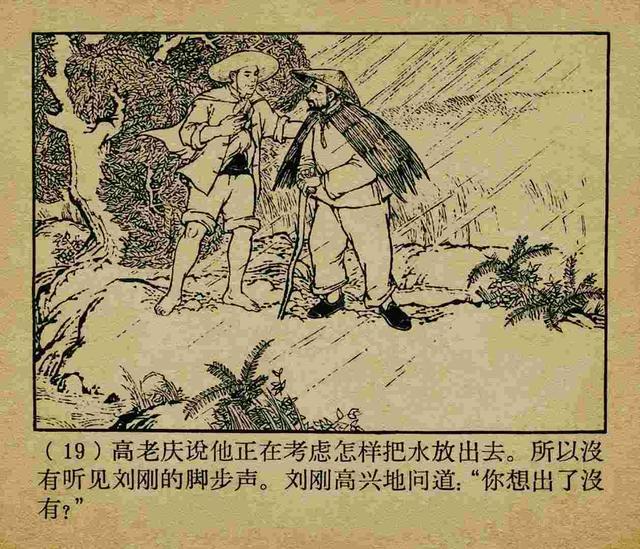 (19)高老庆说他正在考虑怎样把水放出去。所以沒
有听见刘刚的脚步声。刘刚高兴地问道:“你想出了沒
有?”